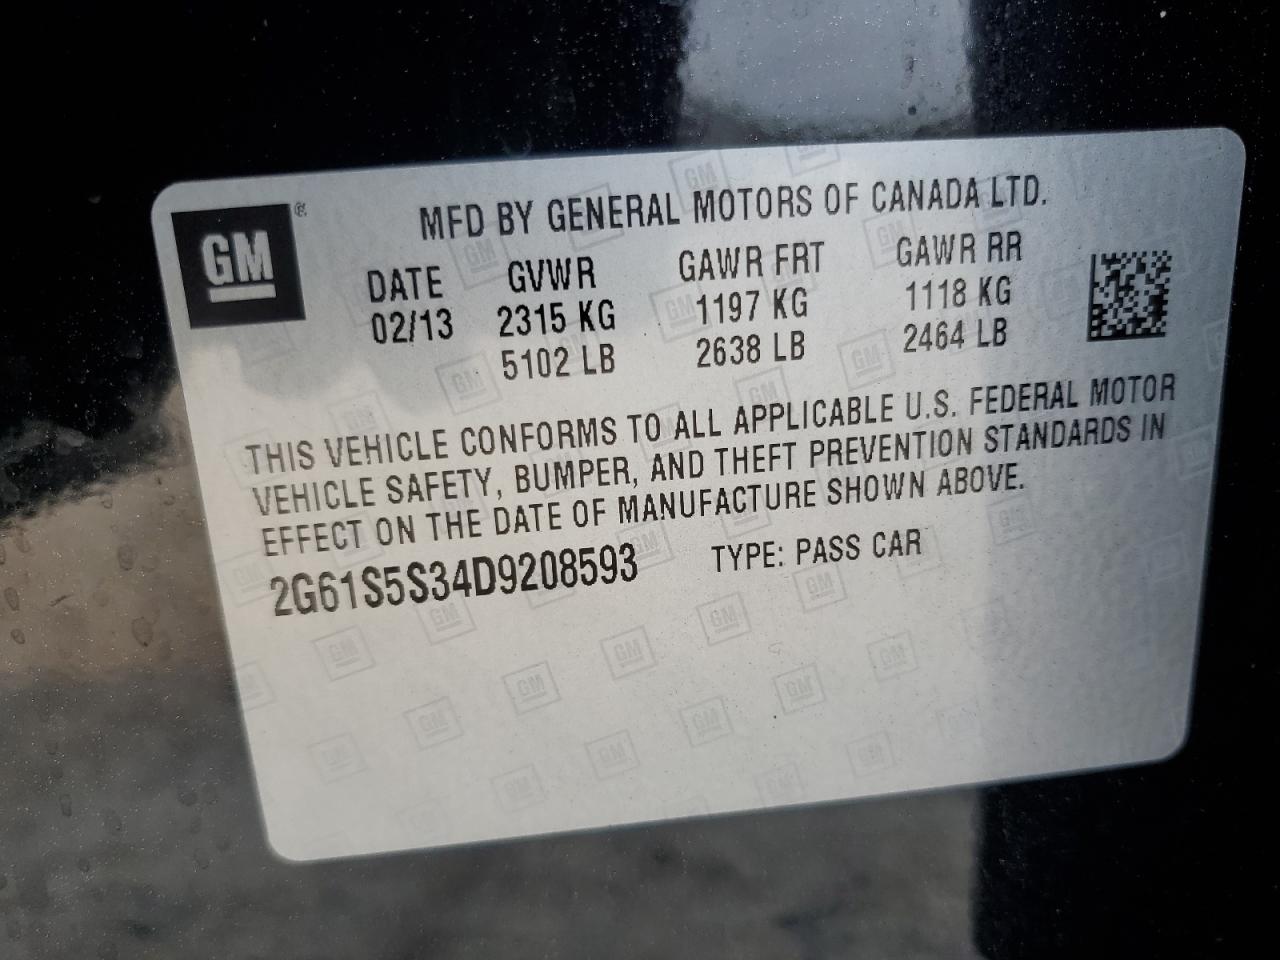 GM ®
MFD BY GENERAL MOTORS OF CANADA LTD.
DATE GVWR GAWR FRT GAWR RR
02/13 2315 KG 1197 KG 1118 KG
5102 LB 2638 LB 2464 LB
THIS VEHICLE CONFORMS TO ALL APPLICABLE U.S. FEDERAL MOTOR
VEHICLE SAFETY, BUMPER, AND THEFT PREVENTION STANDARDS IN
EFFECT ON THE DATE OF MANUFACTURE SHOWN ABOVE.
2G61S5S34D9208593 TYPE: PASS CAR